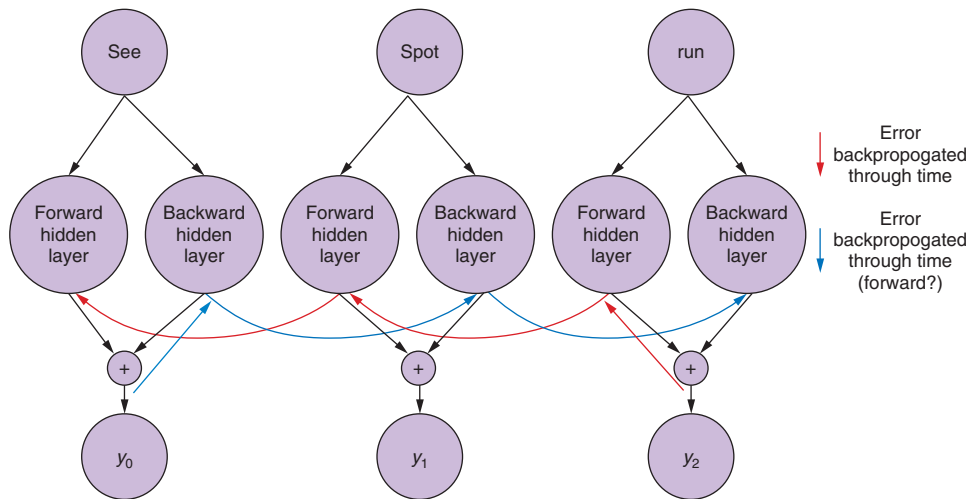 See
Spot
run
Error
backpropogated
through time
Forward
hidden
layer
Backward
hidden
layer
Forward
hidden
layer
Backward
hidden
layer
Forward
hidden
layer
Backward
hidden
layer
Error
backpropogated
through time
(forward?)
+
+
+
y0
y1
y2